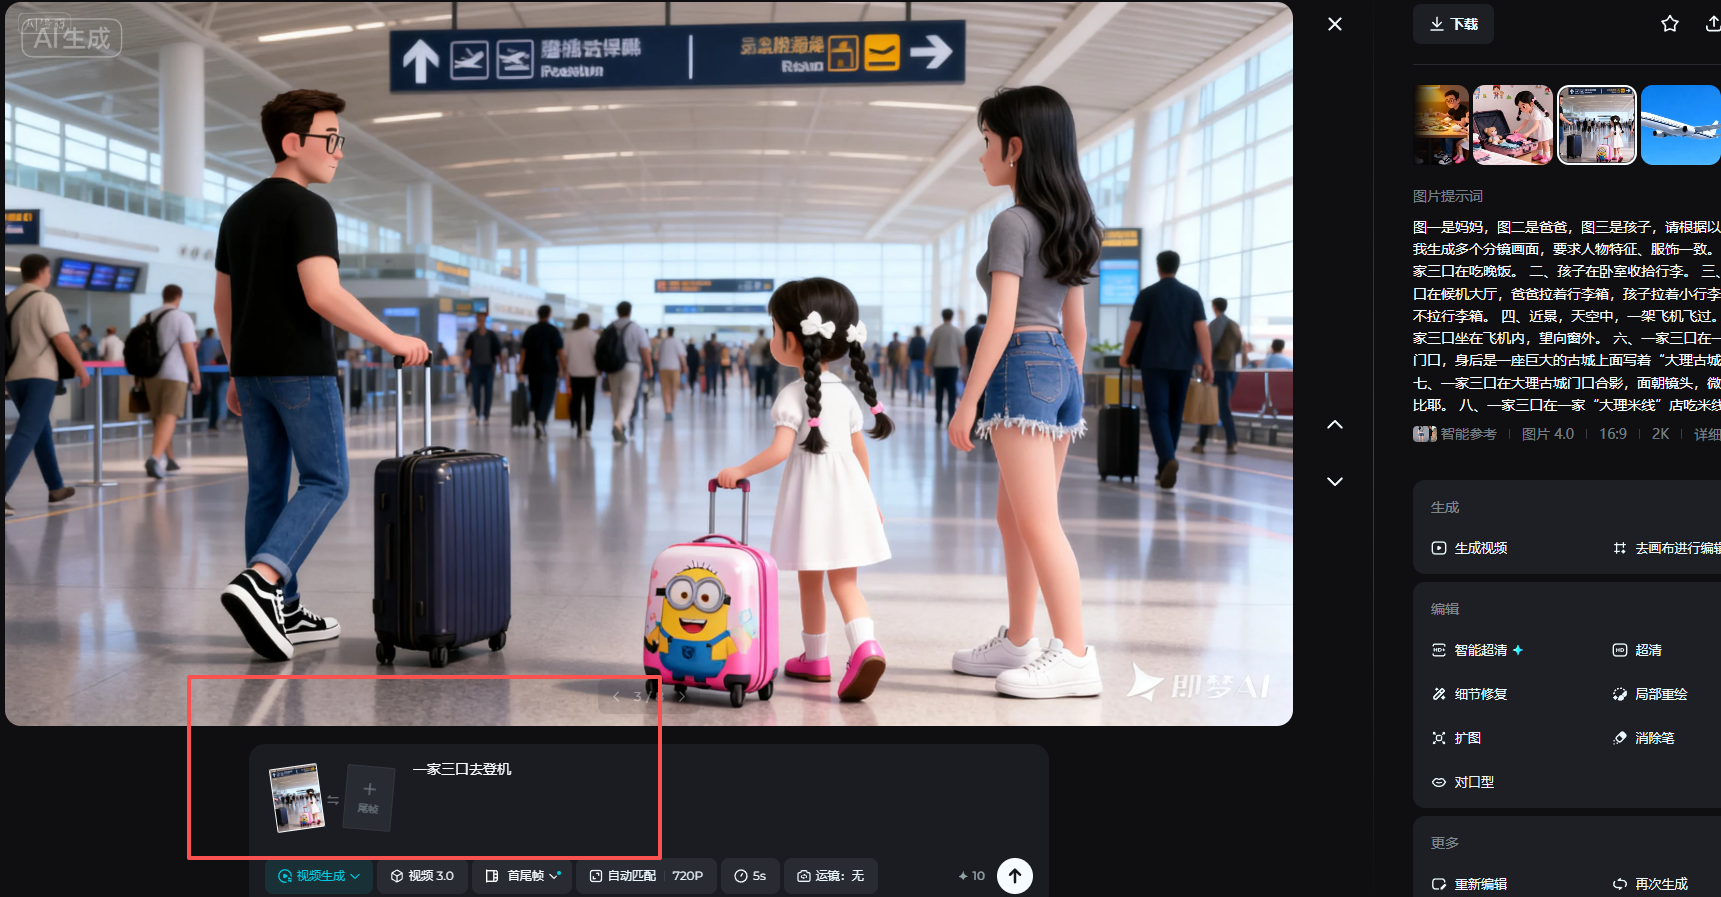 AI生成
下载
图片提示词
图一是妈妈，图二是爸爸，图三是孩子，请根据以
我生成多个分镜画面，要求人物特征、服饰一致。
家三口在吃晚饭。 二、孩子在卧室收拾行李。 三、
口在候机大厅，爸爸拉着行李箱，孩子拉着小行李
不拉行李箱。 四、近景，天空中，一架飞机飞过。
家三口坐在飞机内，望向窗外。 六、一家三口在一
门口，身后是一座巨大的古城上面写着“大理古城
七、一家三口在大理古城门口合影，面朝镜头，微
比耶。 八、一家三口在一家“大理米线”店吃米线
智能参考 图片 4.0 16:9 2K 详细
生成
生成视频 去画布进行编辑
编辑
智能超清 HD 超清
细节修复 局部重绘
扩图 消除笔
对口型
更多
重新编辑 再次生成
即梦AI
3 /
一家三口去登机
尾帧
视频生成 视频 3.0 首尾帧 自动匹配 720P 5s 运镜：无 10